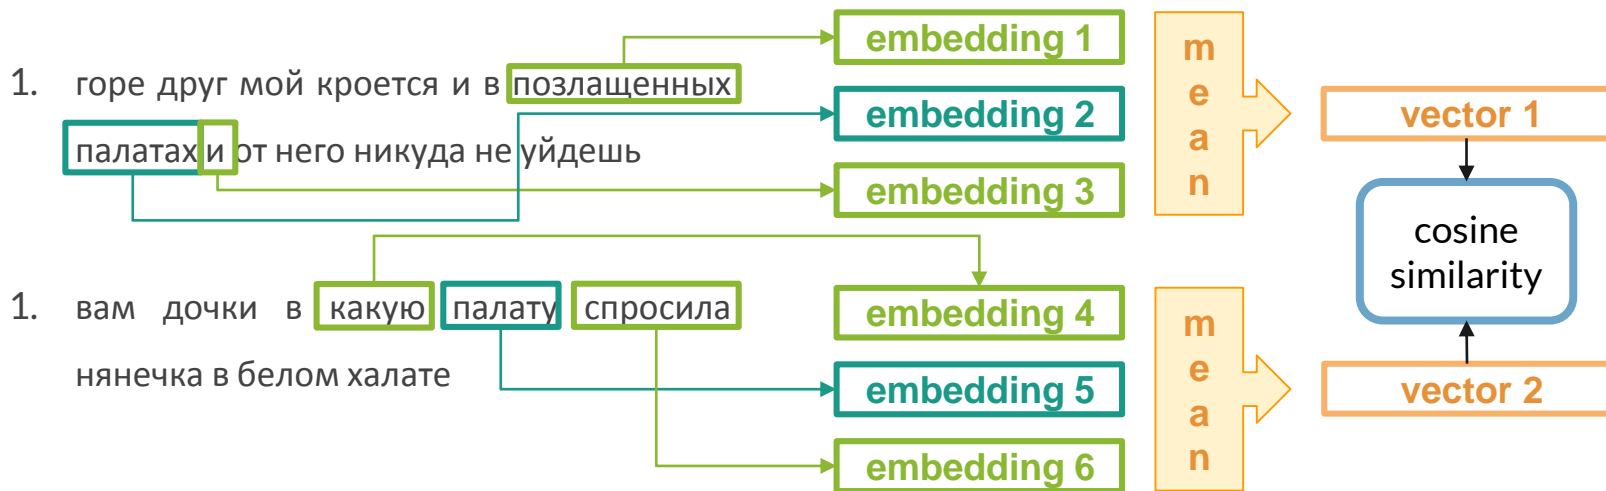 1. горе друг мой кроется и в позлащенных
палатах и от него никуда не уйдешь
1. вам дочки в какую палату спросила
нянечка в белом халате
embedding 1
embedding 2
embedding 3
embedding 4
embedding 5
embedding 6
mean
mean
vector 1
cosine
similarity
vector 2